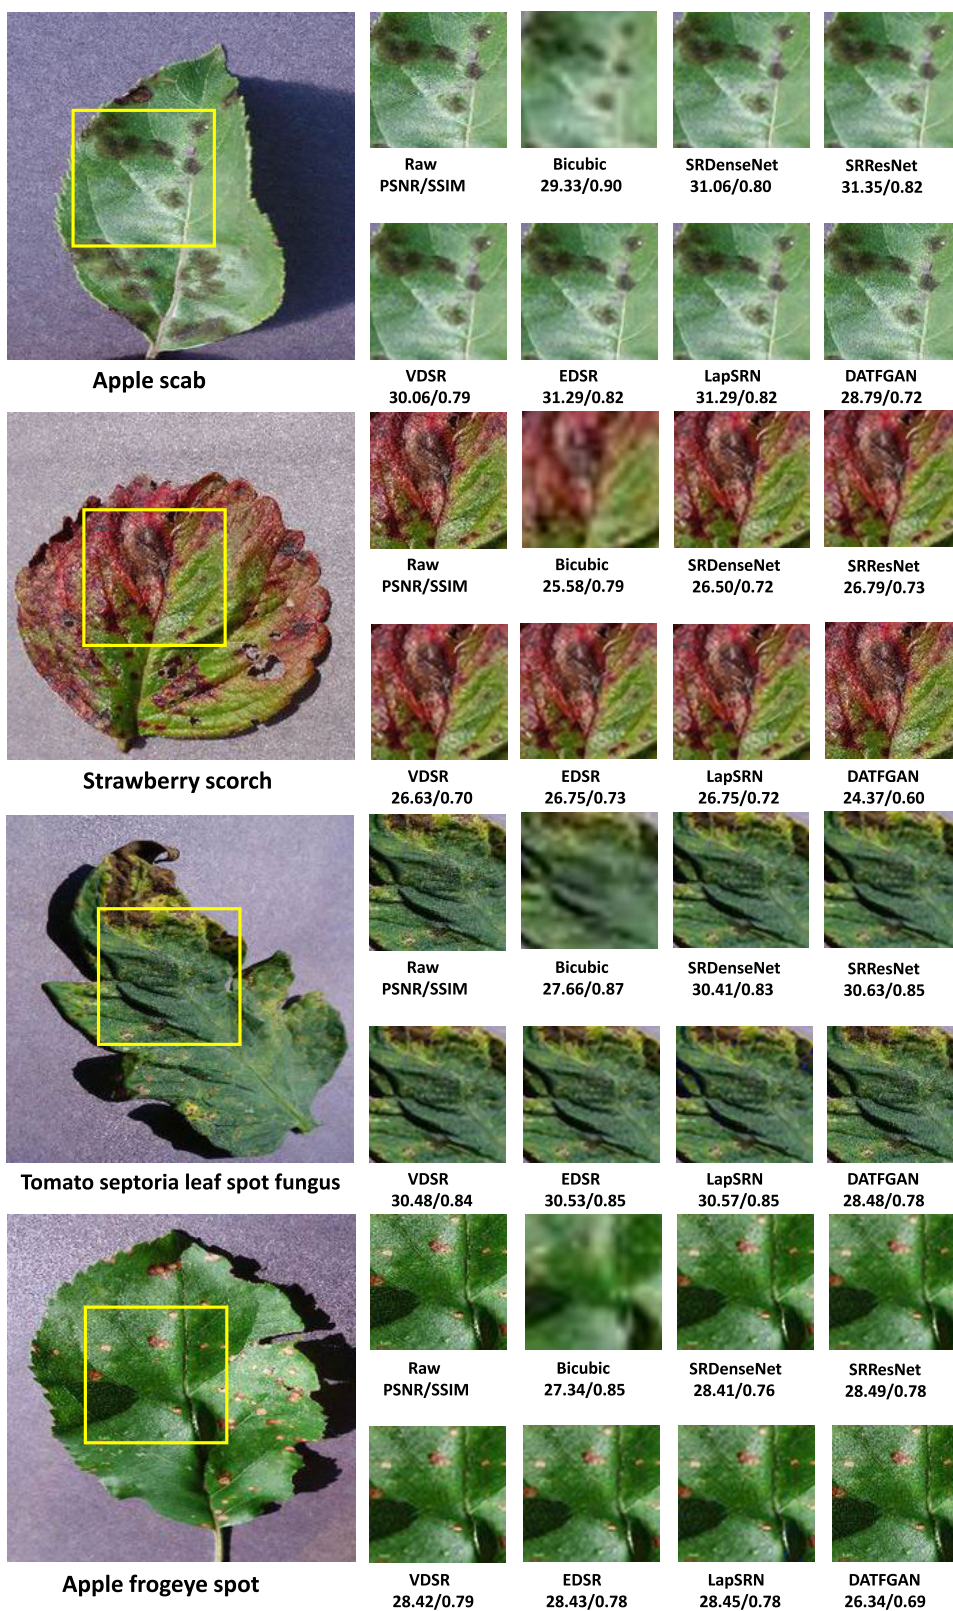 Raw
PSNR/SSIM
Bicubic
29.33/0.90
SRDenseNet
31.06/0.80
SRResNet
31.35/0.82
VDSR
30.06/0.79
EDSR
31.29/0.82
LapSRN
31.29/0.82
DATFGAN
28.79/0.72
Apple scab
Raw
PSNR/SSIM
Bicubic
25.58/0.79
SRDenseNet
26.50/0.72
SRResNet
26.79/0.73
VDSR
26.63/0.70
EDSR
26.75/0.73
LapSRN
26.75/0.72
DATFGAN
24.37/0.60
Strawberry scorch
Raw
PSNR/SSIM
Bicubic
27.66/0.87
SRDenseNet
30.41/0.83
SRResNet
30.63/0.85
VDSR
30.48/0.84
EDSR
30.53/0.85
LapSRN
30.57/0.85
DATFGAN
28.48/0.78
Tomato septoria leaf spot fungus
Raw
PSNR/SSIM
Bicubic
27.34/0.85
SRDenseNet
28.41/0.76
SRResNet
28.49/0.78
VDSR
28.42/0.79
EDSR
28.43/0.78
LapSRN
28.45/0.78
DATFGAN
26.34/0.69
Apple frogeye spot